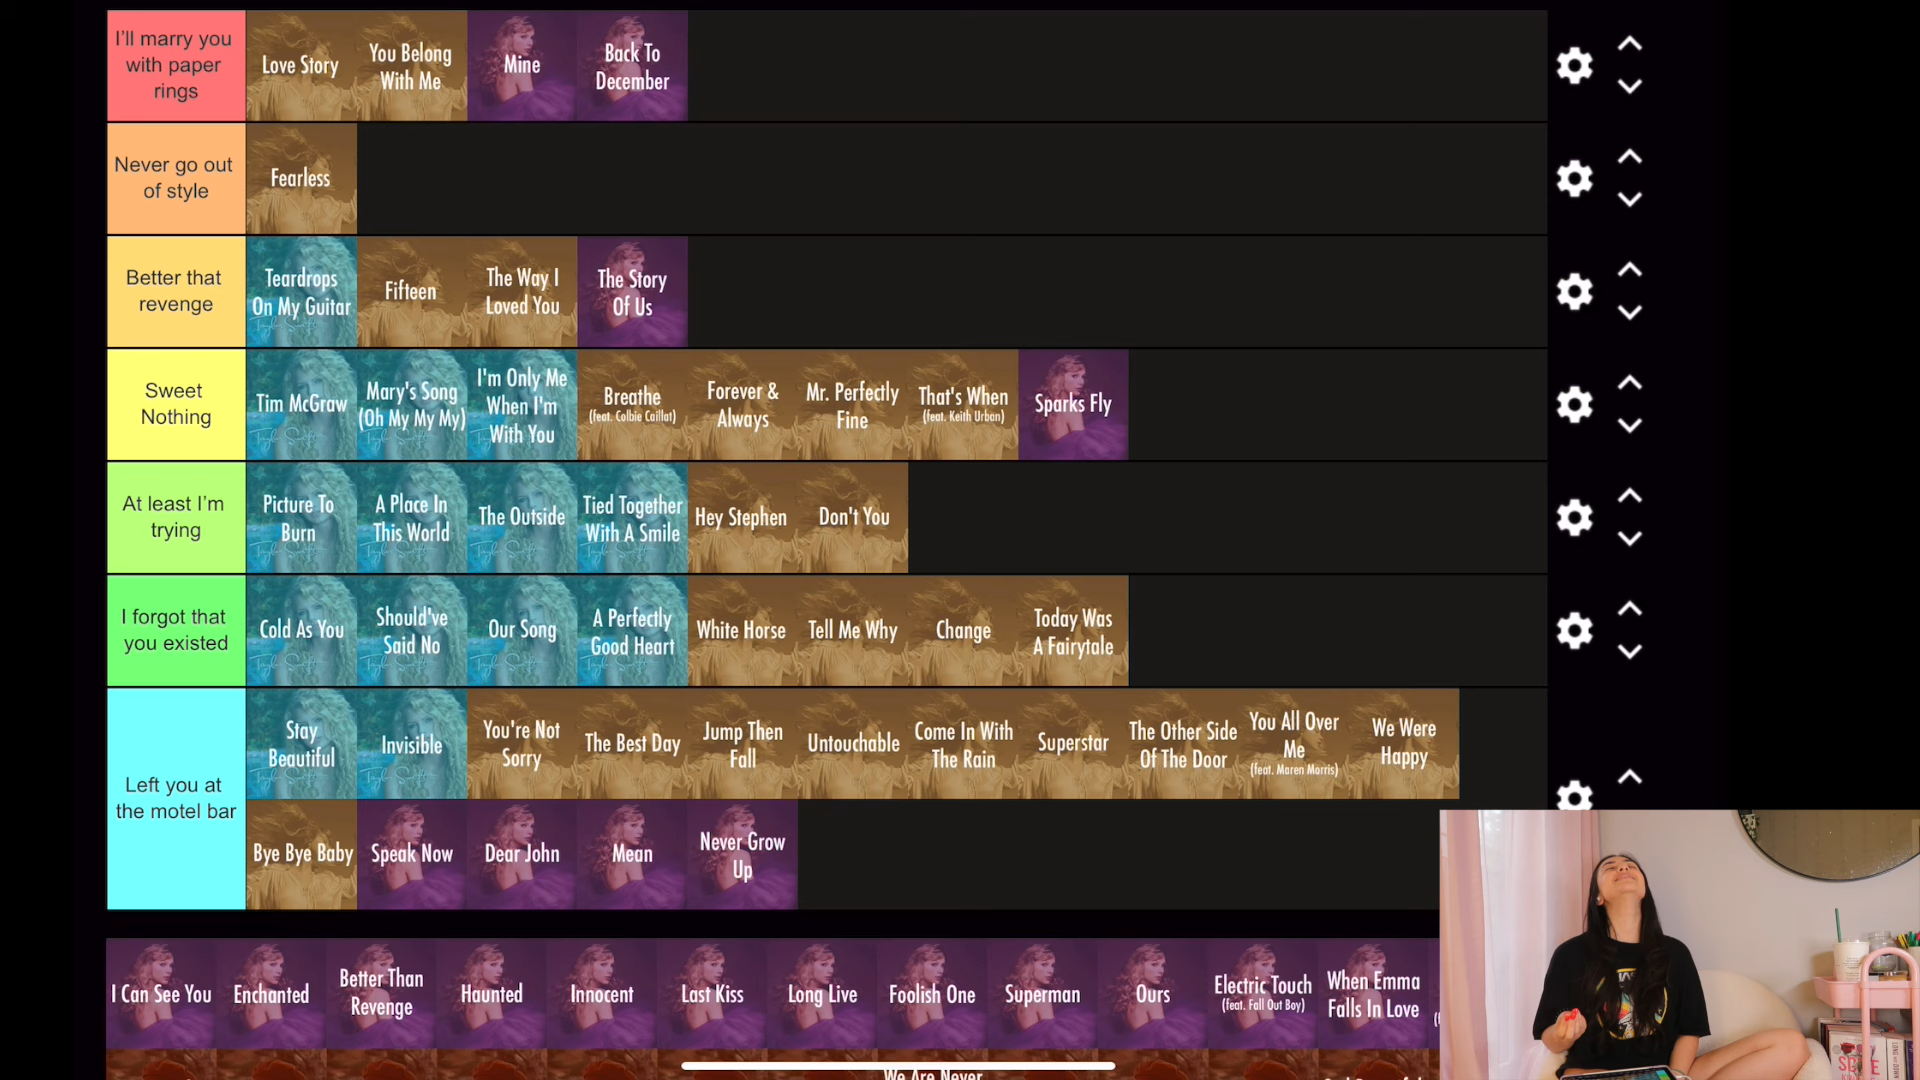 I'll marry you
with paper
rings
Love Story
You Belong
With Me
Mine
Back To
December
Never go out
of style
Fearless
Better that
revenge
Teardrops
On My Guitar
Fifteen
The Way I
Loved You
The Story
Of Us
Sweet
Nothing
Tim McGraw
Mary's Song
(Oh My My My)
I'm Only Me
When I'm
With You
Breathe
(feat. Colbie Caillat)
Forever &
Always
Mr. Perfectly
Fine
That's When
(feat. Keith Urban)
Sparks Fly
At least I'm
trying
Picture To
Burn
A Place In
This World
The Outside
Tied Together
With A Smile
Hey Stephen
Don't You
I forgot that
you existed
Cold As You
Should've
Said No
Our Song
A Perfectly
Good Heart
White Horse
Tell Me Why
Change
Today Was
A Fairytale
Left you at
the motel bar
Stay
Beautiful
Invisible
You're Not
Sorry
The Best Day
Jump Then
Fall
Untouchable
Come In With
The Rain
Superstar
The Other Side
Of The Door
You All Over
Me
(feat. Maren Morris)
We Were
Happy
Bye Bye Baby
Speak Now
Dear John
Mean
Never Grow
Up
I Can See You
Enchanted
Better Than
Revenge
Haunted
Innocent
Last Kiss
Long Live
Foolish One
Superman
Ours
Electric Touch
(feat. Fall Out Boy)
When Emma
Falls In Love
We Are Never